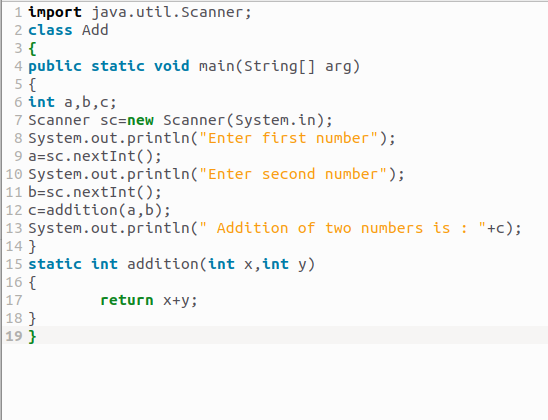 1 import java.util.Scanner;
2 class Add
3 {
4 public static void main(String[] arg)
5 {
6 int a,b,c;
7 Scanner sc=new Scanner(System.in);
8 System.out.println("Enter first number");
9 a=sc.nextInt();
10 System.out.println("Enter second number");
11 b=sc.nextInt();
12 c=addition(a,b);
13 System.out.println(" Addition of two numbers is : "+c);
14 }
15 static int addition(int x,int y)
16 {
17         return x+y;
18 }
19 }